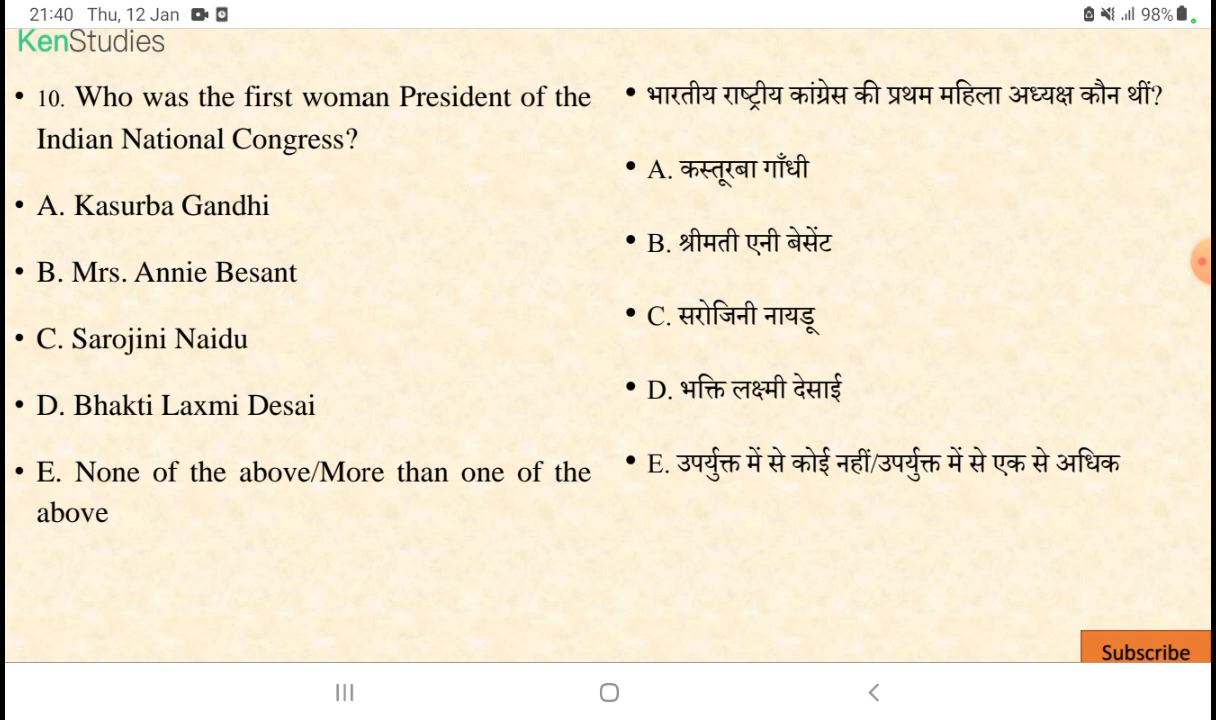 21:40 Thu, 12 Jan
98%
KenStudies
• 10. Who was the first woman President of the
Indian National Congress?
• A. Kasurba Gandhi
• B. Mrs. Annie Besant
• C. Sarojini Naidu
• D. Bhakti Laxmi Desai
• E. None of the above/More than one of the
above
• भारतीय राष्ट्रीय कांग्रेस की प्रथम महिला अध्यक्ष कौन थीं?
• A. कस्तूरबा गाँधी
• B. श्रीमती एनी बेसेंट
• C. सरोजिनी नायडू
• D. भक्ति लक्ष्मी देसाई
• E. उपर्युक्त में से कोई नहीं/उपर्युक्त में से एक से अधिक
Subscribe